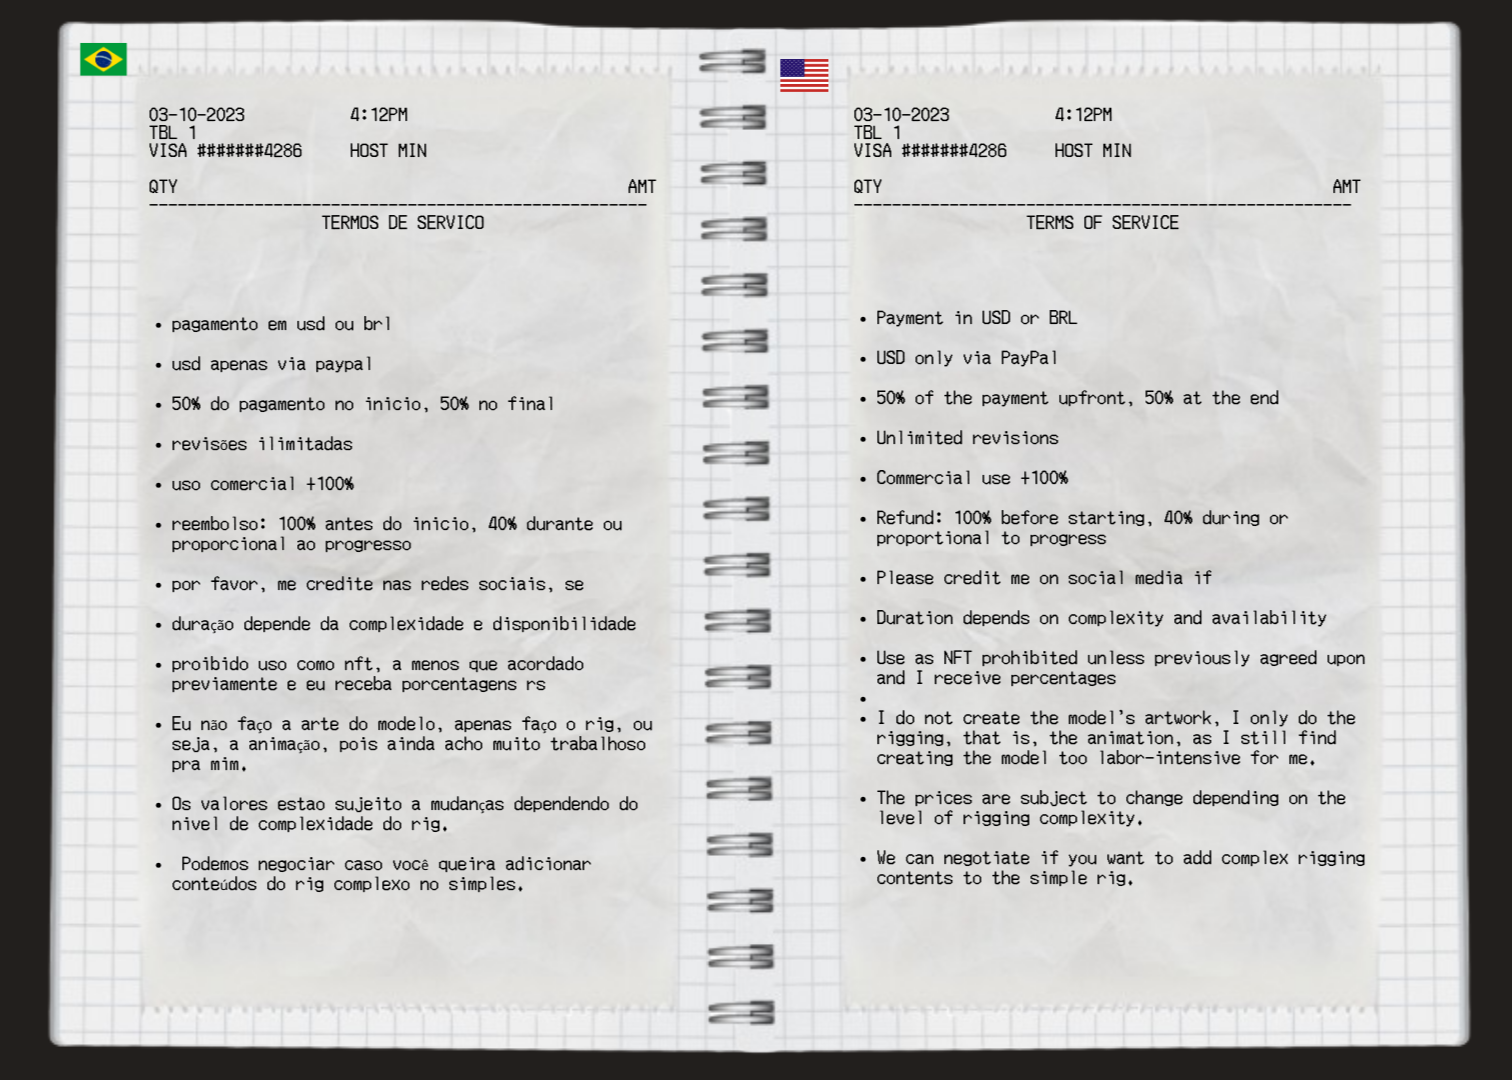 03-10-2023 4:12PM
TBL 1
VISA #######4286 HOST MIN
QTY AMT
TERMOS DE SERVICO
• pagamento em usd ou brl
• usd apenas via paypal
• 50% do pagamento no inicio, 50% no final
• revisões ilimitadas
• uso comercial +100%
• reembolso: 100% antes do inicio, 40% durante ou
proporcional ao progresso
• por favor, me credite nas redes sociais, se
• duração depende da complexidade e disponibilidade
• proibido uso como nft, a menos que acordado
previamente e eu receba porcentagens rs
• Eu não faço a arte do modelo, apenas faço o rig, ou
seja, a animação, pois ainda acho muito trabalhoso
pra mim.
• Os valores estao sujeito a mudanças dependendo do
nivel de complexidade do rig.
• Podemos negociar caso você queira adicionar
conteúdos do rig complexo no simples.
03-10-2023 4:12PM
TBL 1
VISA #######4286 HOST MIN
QTY AMT
TERMS OF SERVICE
• Payment in USD or BRL
• USD only via PayPal
• 50% of the payment upfront, 50% at the end
• Unlimited revisions
• Commercial use +100%
• Refund: 100% before starting, 40% during or
proportional to progress
• Please credit me on social media if
• Duration depends on complexity and availability
• Use as NFT prohibited unless previously agreed upon
and I receive percentages
•
• I do not create the model's artwork, I only do the
rigging, that is, the animation, as I still find
creating the model too labor-intensive for me.
• The prices are subject to change depending on the
level of rigging complexity.
• We can negotiate if you want to add complex rigging
contents to the simple rig.